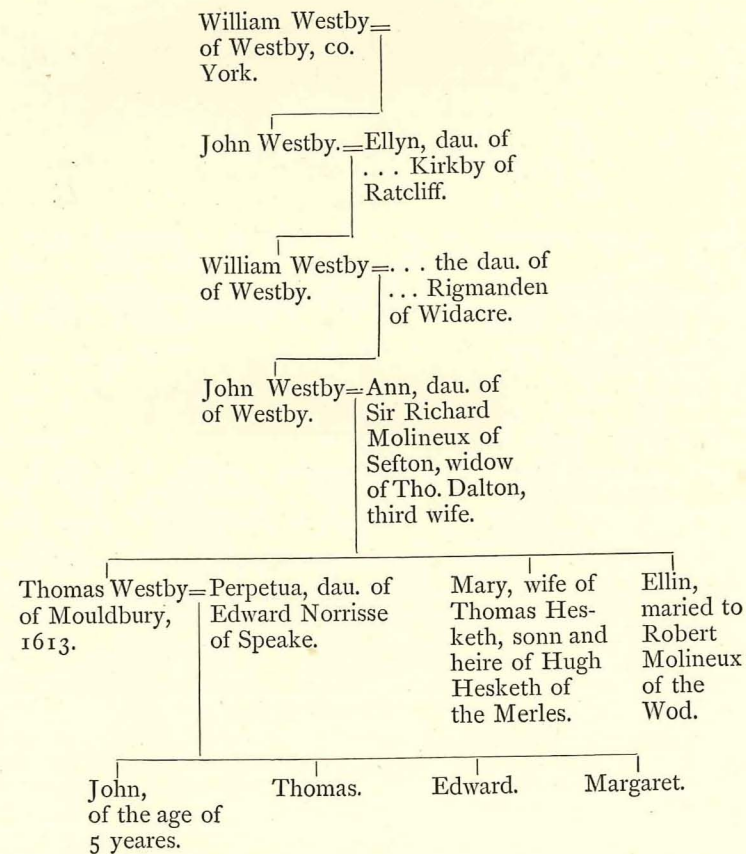 William Westby=
of Westby, co.
York.
John Westby.=Ellyn, dau. of
. . . Kirkby of
Ratcliff.
William Westby=. . . the dau. of
of Westby.
. . . Rigmanden
of Widacre.
John Westby=Ann, dau. of
of Westby.
Sir Richard
Molineux of
Sefton, widow
of Tho. Dalton,
third wife.
Thomas Westby=Perpetua, dau. of
of Mouldbury,
1613.
Edward Norrisse
of Speake.
Mary, wife of
Thomas Hes-
keth, sonn and
heire of Hugh
Hesketh of
the Merles.
Ellin,
maried to
Robert
Molineux
of the
Wod.
John,
of the age of
5 yeares.
Thomas.
Edward.
Margaret.